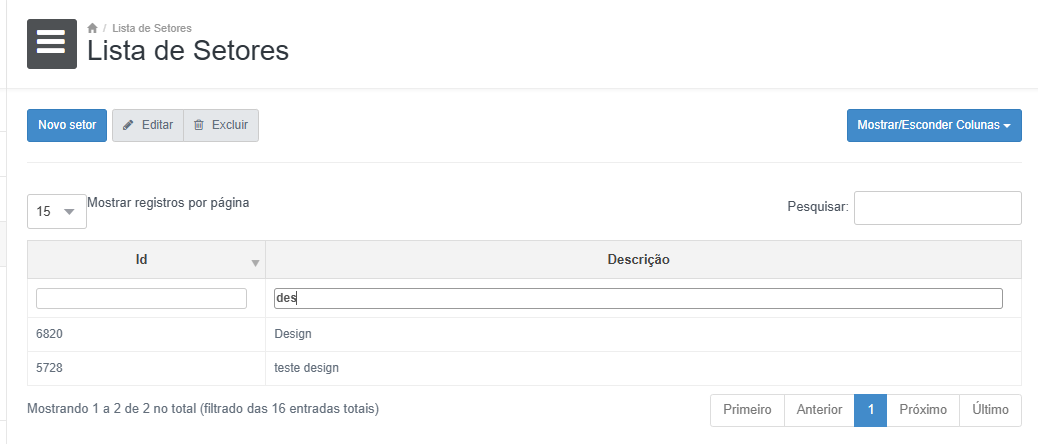 / Lista de Setores
Lista de Setores
Novo setor Editar Excluir Mostrar/Esconder Colunas
15 Mostrar registros por página Pesquisar:
Id Descrição
des
6820 Design
5728 teste design
Mostrando 1 a 2 de 2 no total (filtrado das 16 entradas totais) Primeiro Anterior 1 Próximo Último